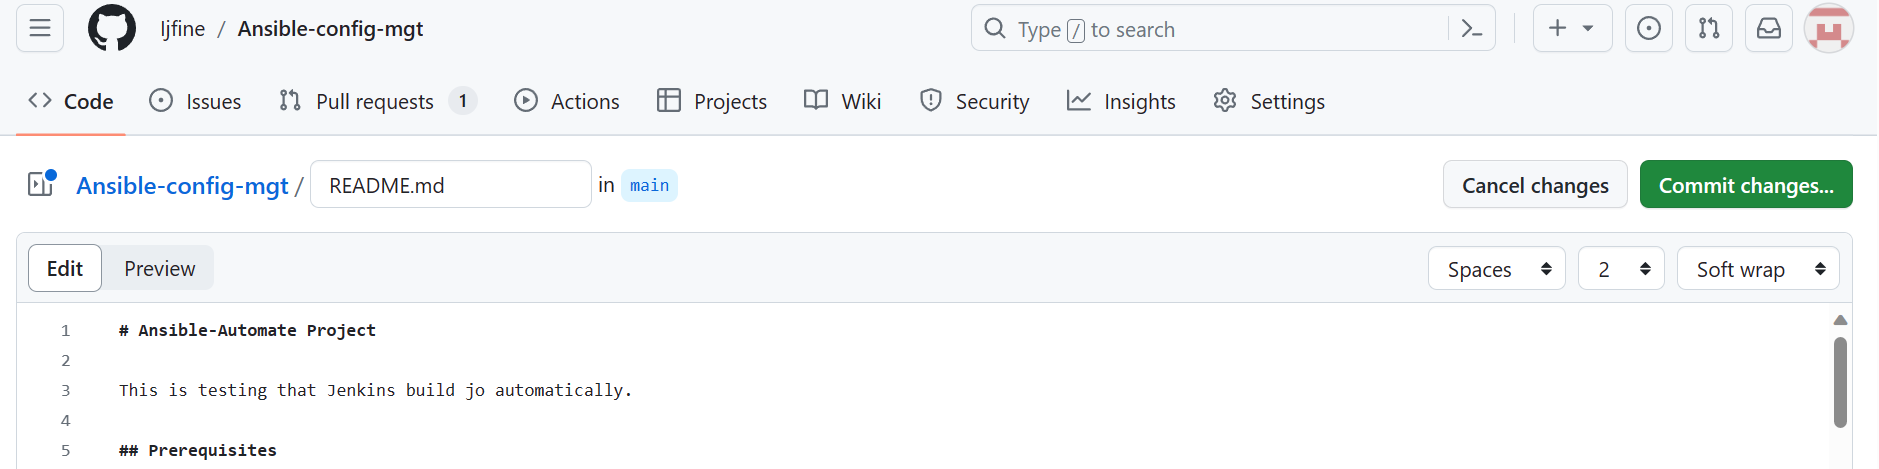 ljfine / Ansible-config-mgt
Type / to search
Code Issues Pull requests 1 Actions Projects Wiki Security Insights Settings
Ansible-config-mgt / README.md in main
Cancel changes Commit changes...
Edit Preview
Spaces 2 Soft wrap
1 # Ansible-Automate Project
2
3 This is testing that Jenkins build jo automatically.
4
5 ## Prerequisites